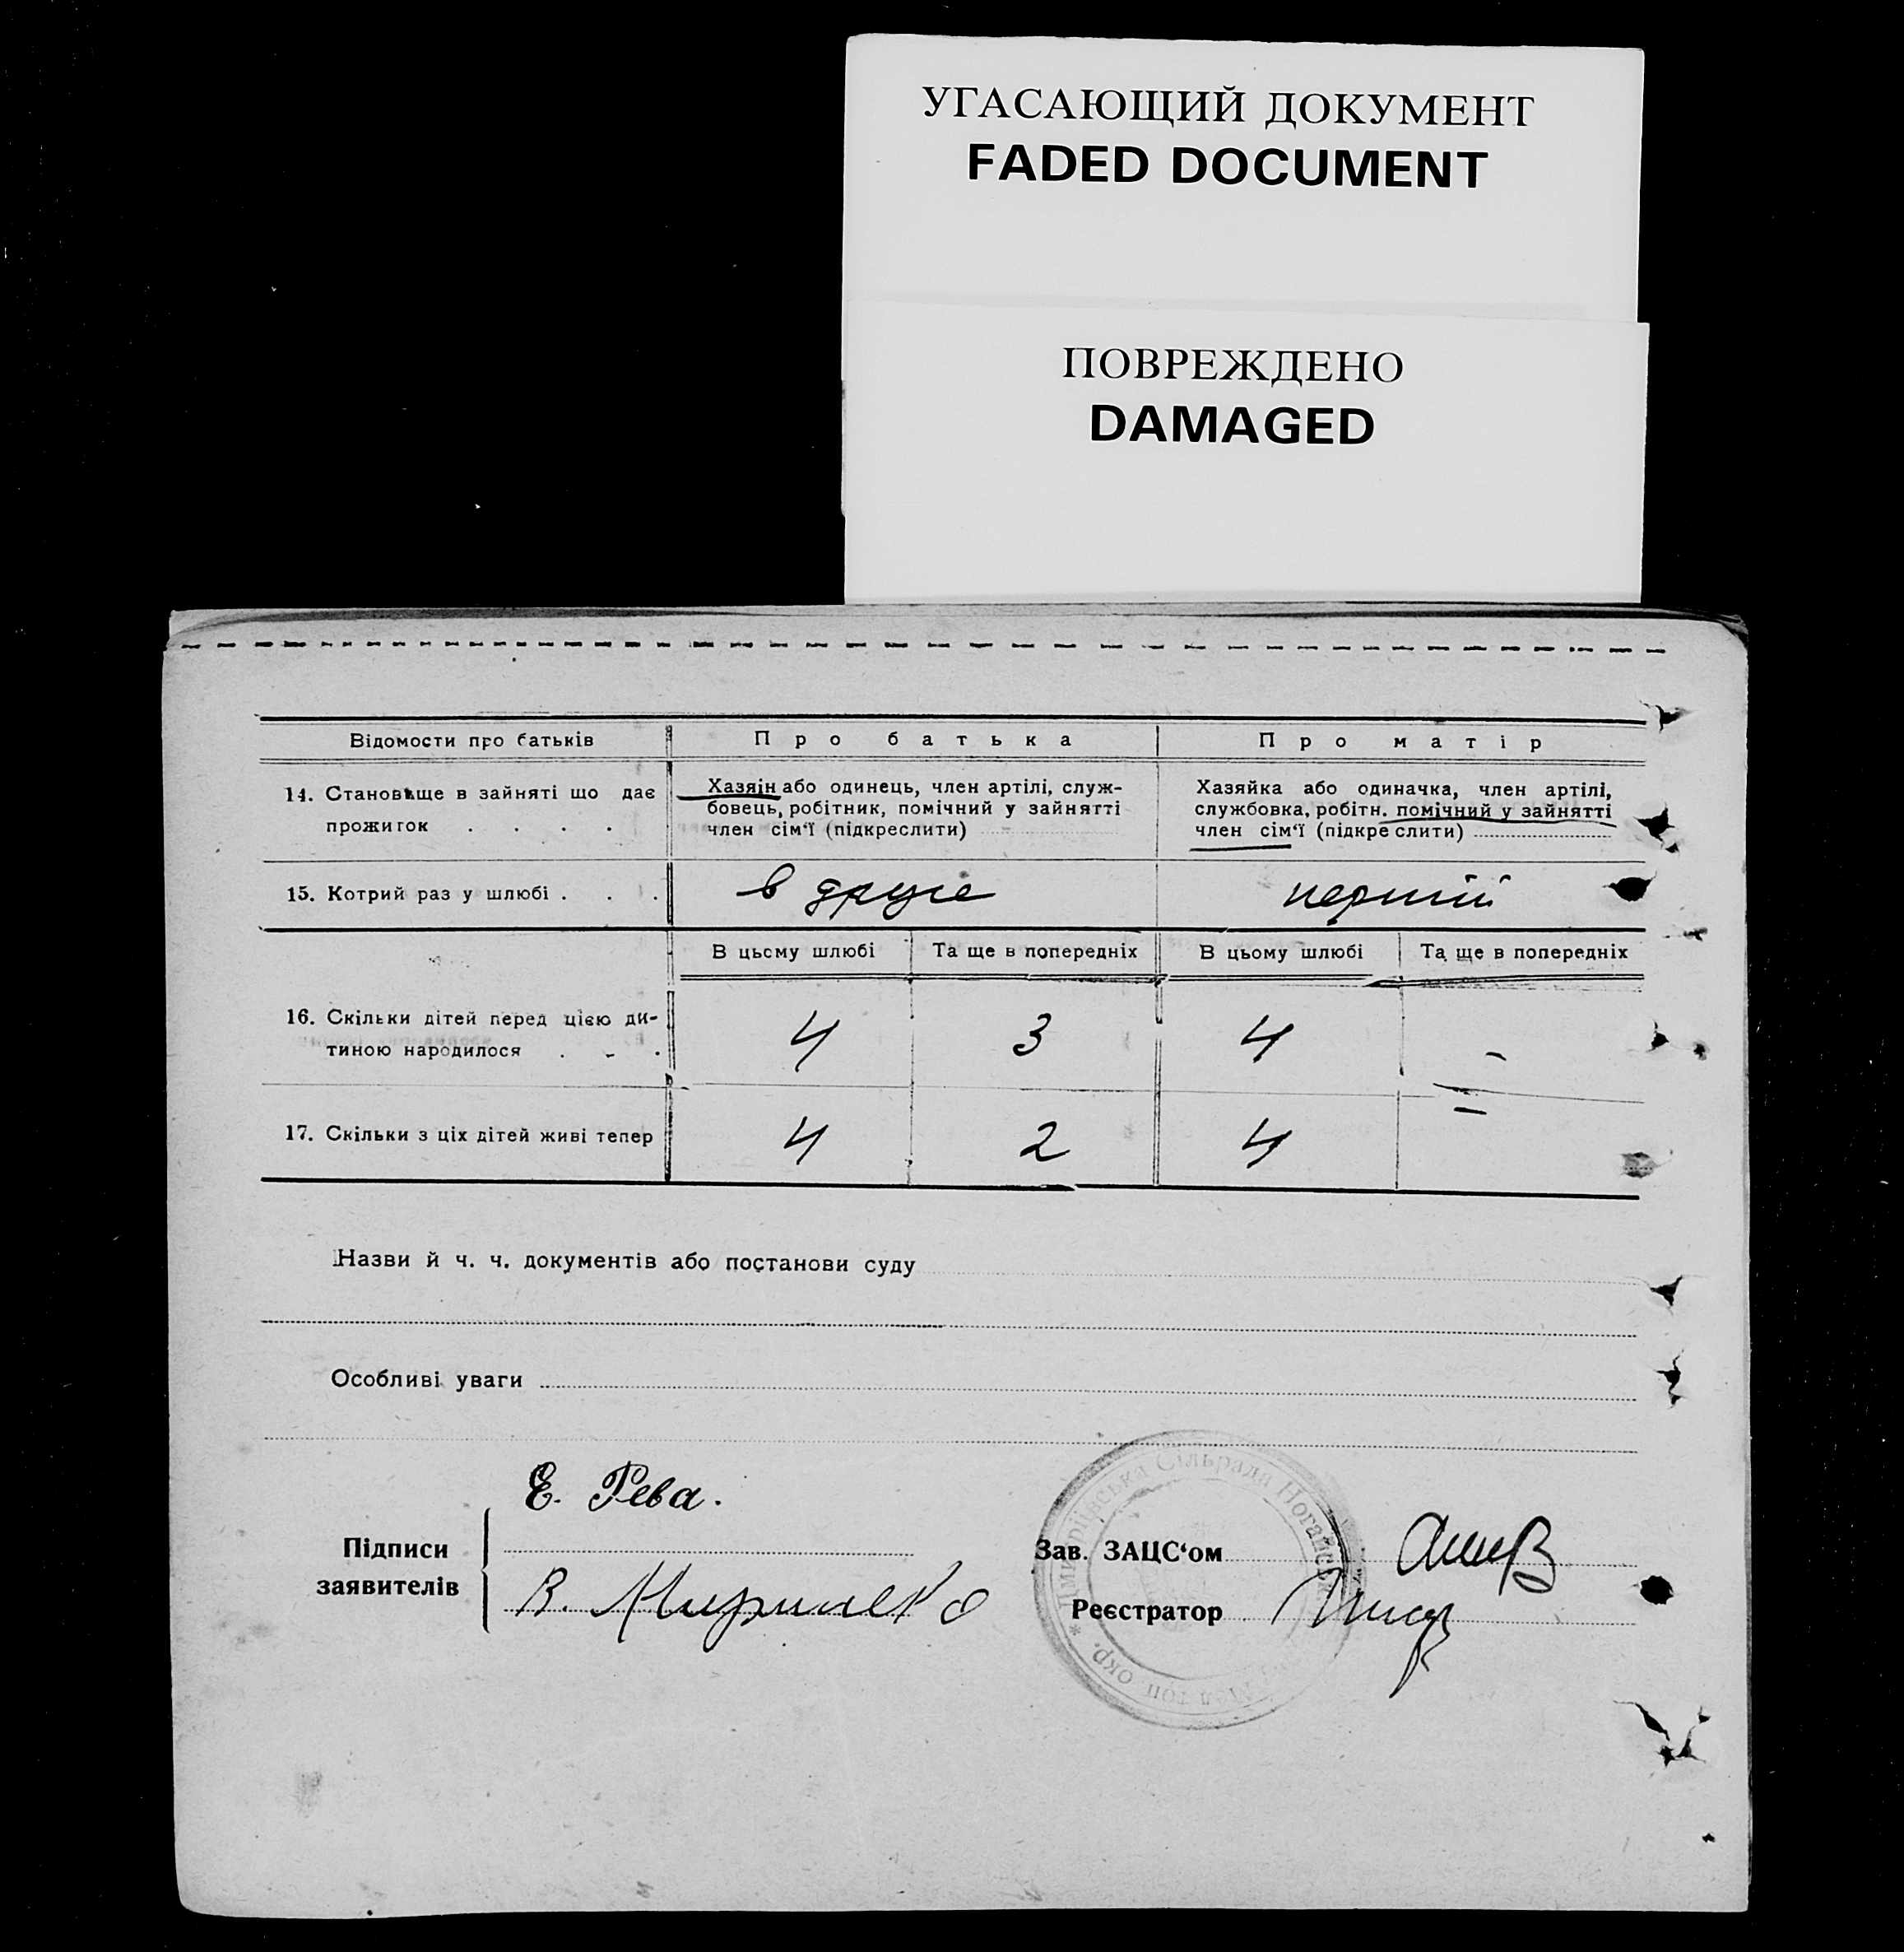 УГАСАЮЩИЙ ДОКУМЕНТ
FADED DOCUMENT
ПОВРЕЖДЕНО
DAMAGED
Відомости про батьків
Про батька
Про матір
14. Становище в зайняті що дає
прожиток . . . .
Хазяїн або одинець, член артілі, служ-
бовець, робітник, помічний у зайнятті
член сім‘ї (підкреслити)
Хазяйка або одиначка, член артілі,
службовка, робітн. помічний у зайнятті
член сім‘ї (підкреслити)
15. Котрий раз у шлюбі . . .
в друге
перший
В цьому шлюбі
Та ще в попередніх
В цьому шлюбі
Та ще в попередніх
16. Скільки дітей перед цією ди-
тиною народилося . . .
4
3
4
–
17. Скільки з ціх дітей живі тепер
4
2
4
–
Назви й ч. ч. документів або постанови суду
Особливі уваги
Е. Рева.
Підписи
заявителів
В.
Зав. ЗАЦС‘ом
Реєстратор
Сільрада
окр.